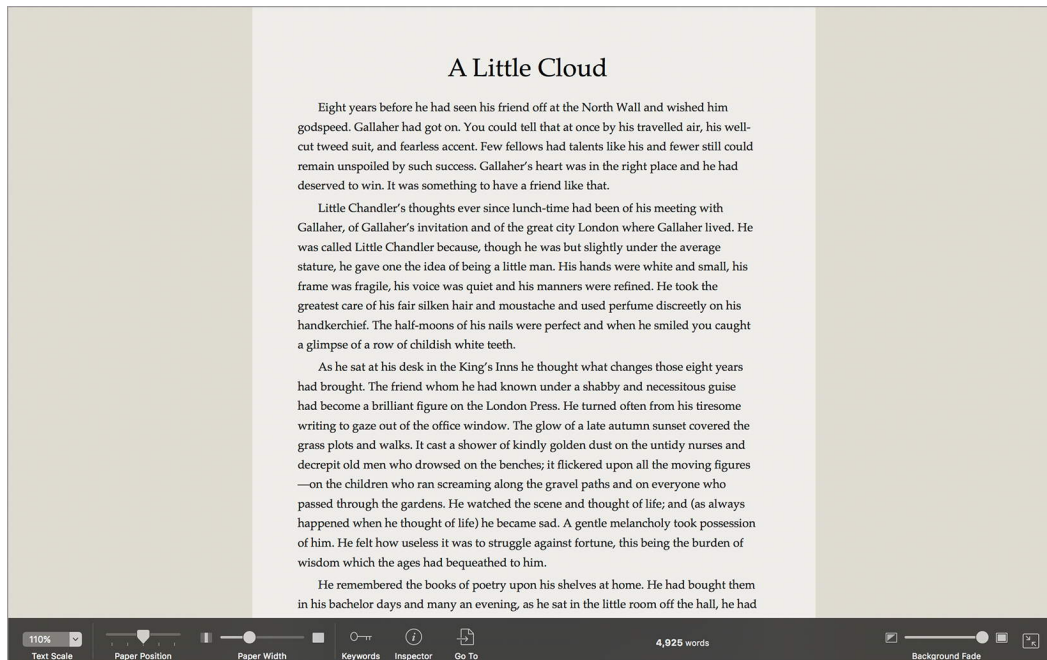 A Little Cloud
Eight years before he had seen his friend off at the North Wall and wished him
godspeed. Gallaher had got on. You could tell that at once by his travelled air, his well-
cut tweed suit, and fearless accent. Few fellows had talents like his and fewer still could
remain unspoiled by such success. Gallaher’s heart was in the right place and he had
deserved to win. It was something to have a friend like that.
Little Chandler’s thoughts ever since lunch-time had been of his meeting with
Gallaher, of Gallaher’s invitation and of the great city London where Gallaher lived. He
was called Little Chandler because, though he was but slightly under the average
stature, he gave one the idea of being a little man. His hands were white and small, his
frame was fragile, his voice was quiet and his manners were refined. He took the
greatest care of his fair silken hair and moustache and used perfume discreetly on his
handkerchief. The half-moons of his nails were perfect and when he smiled you caught
a glimpse of a row of childish white teeth.
As he sat at his desk in the King’s Inns he thought what changes those eight years
had brought. The friend whom he had known under a shabby and necessitous guise
had become a brilliant figure on the London Press. He turned often from his tiresome
writing to gaze out of the office window. The glow of a late autumn sunset covered the
grass plots and walks. It cast a shower of kindly golden dust on the untidy nurses and
decrepit old men who drowsed on the benches; it flickered upon all the moving figures
—on the children who ran screaming along the gravel paths and on everyone who
passed through the gardens. He watched the scene and thought of life; and (as always
happened when he thought of life) he became sad. A gentle melancholy took possession
of him. He felt how useless it was to struggle against fortune, this being the burden of
wisdom which the ages had bequeathed to him.
He remembered the books of poetry upon his shelves at home. He had bought them
in his bachelor days and many an evening, as he sat in the little room off the hall, he had
110%
4,925 words
Text Scale Paper Position Paper Width Keywords Inspector Go To Background Fade